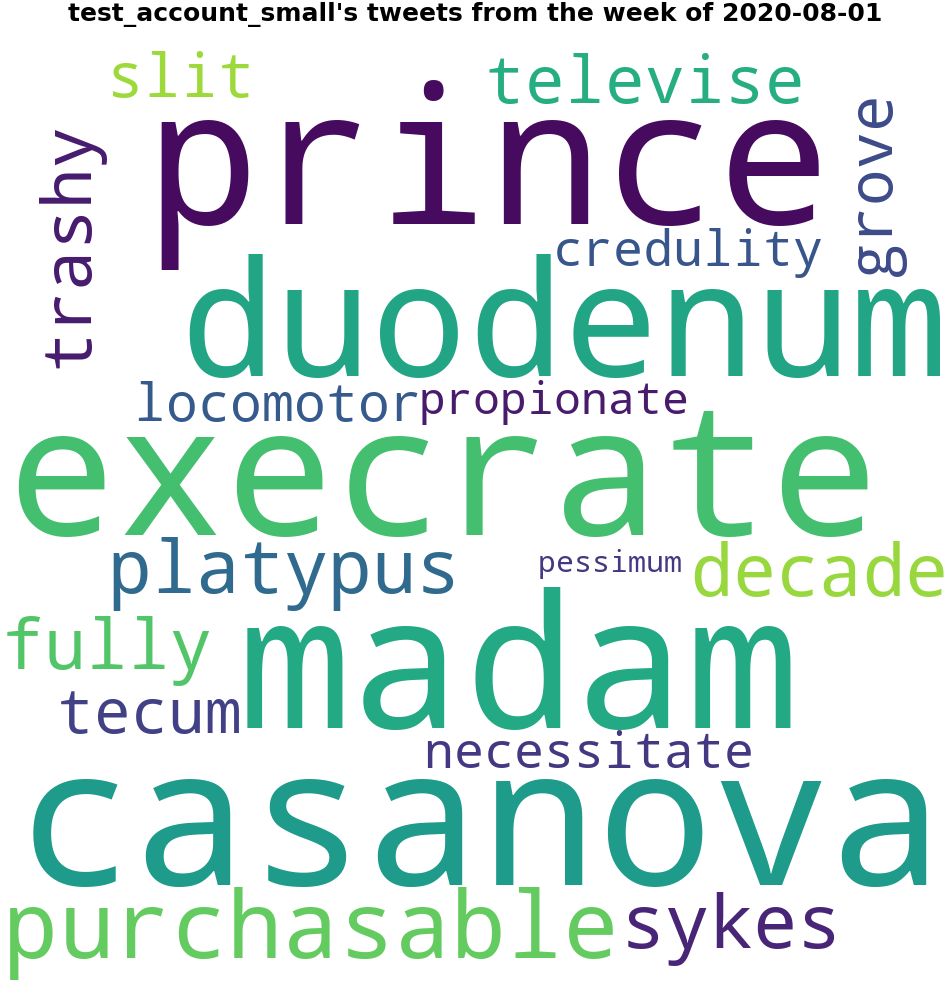 test_account_small's tweets from the week of 2020-08-01
slit
televise
prince
trashy
grove
credulity
duodenum
locomotor
propionate
execrate
platypus
pessimum
decade
fully
madam
tecum
necessitate
casanova
purchasable
sykes